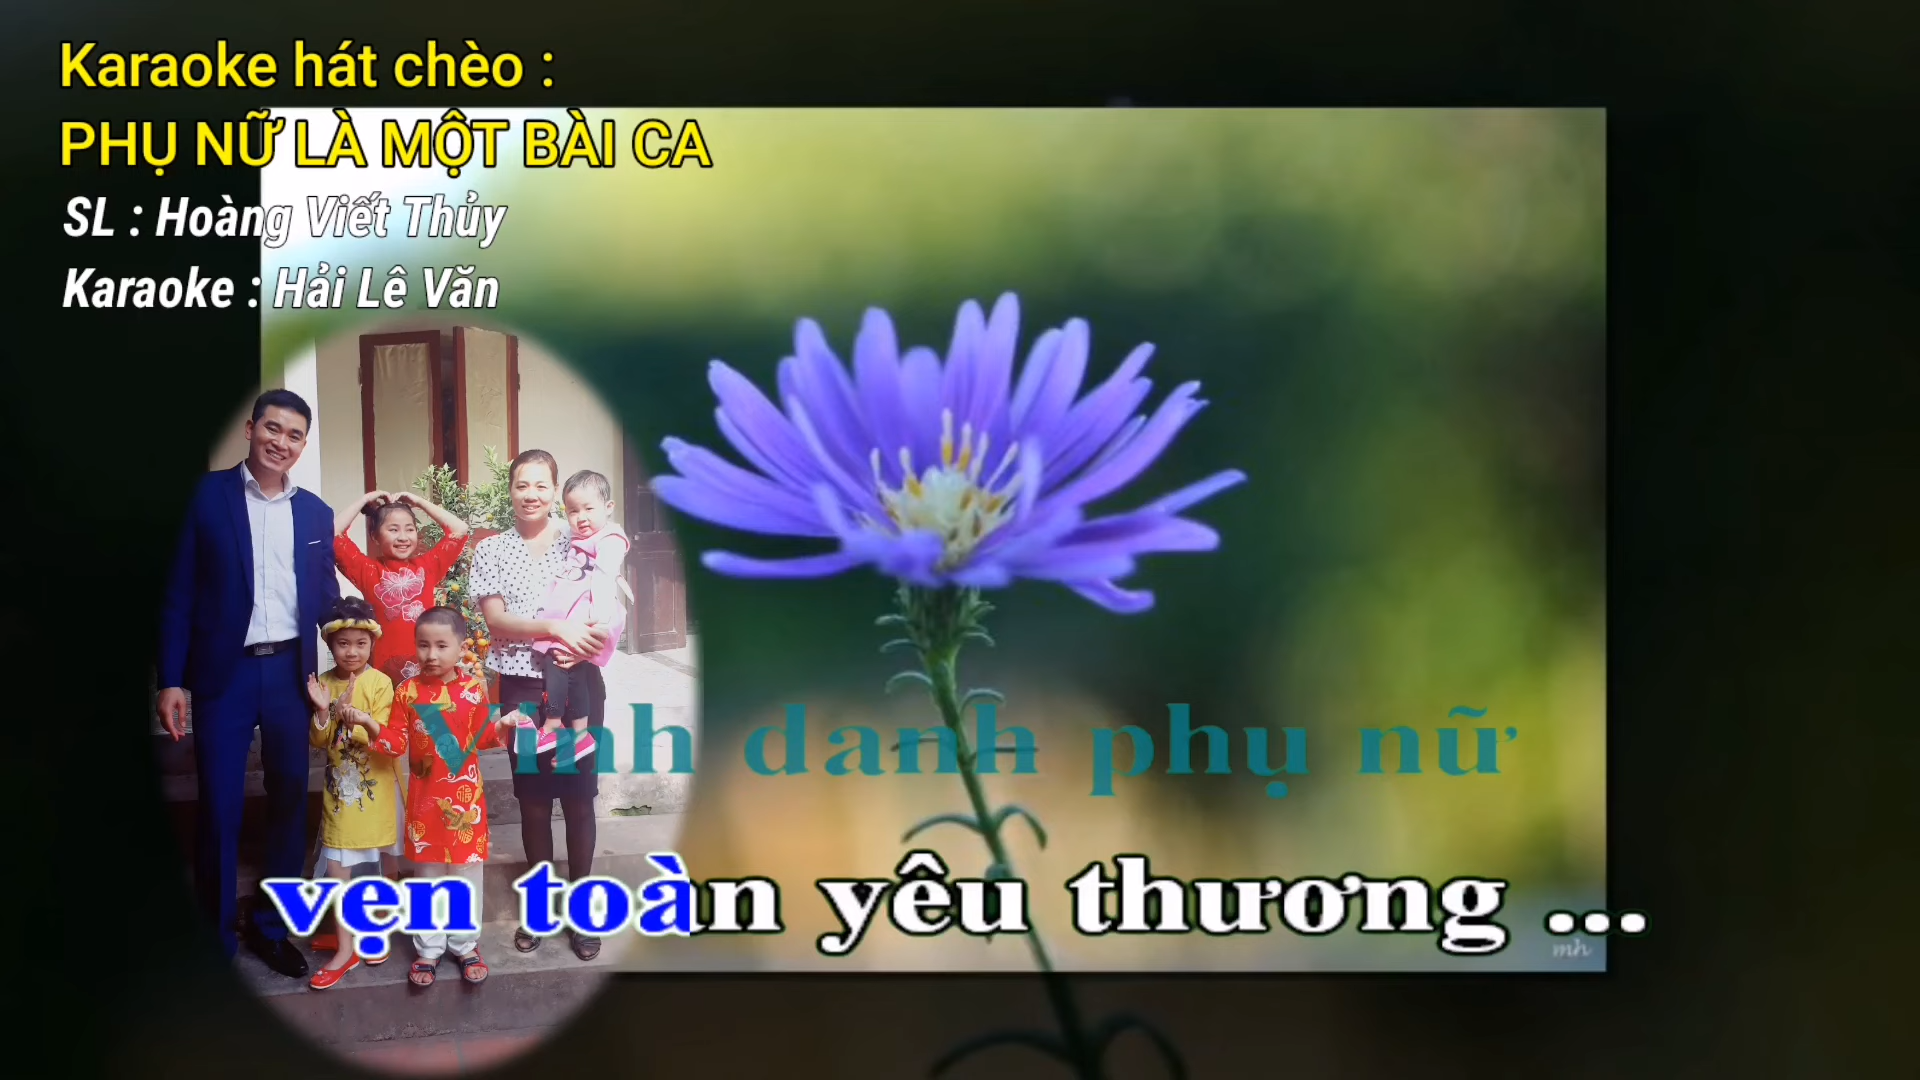 Karaoke hát chèo :
PHỤ NỮ LÀ MỘT BÀI CA
SL : Hoàng Viết Thủy
Karaoke : Hải Lê Văn
Vinh danh phụ nữ
vẹn toàn yêu thương ...
mh